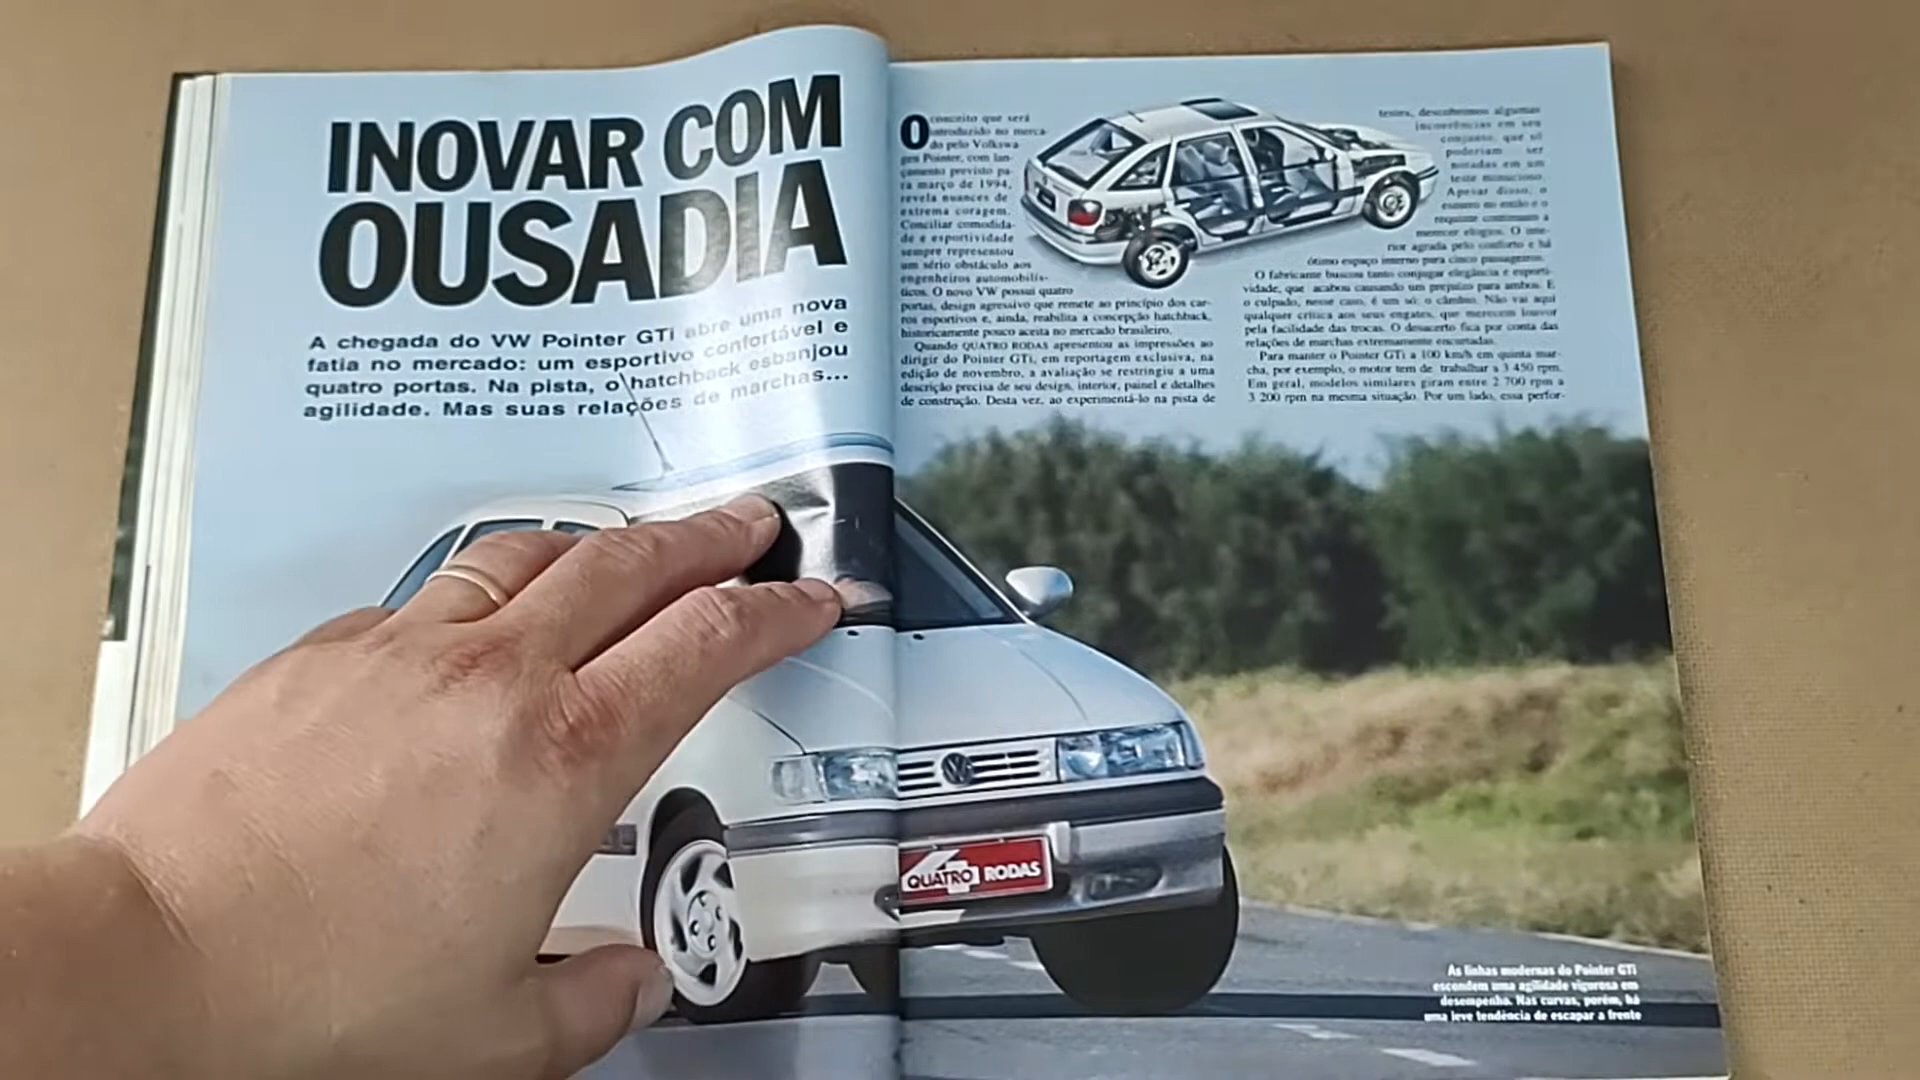 INOVAR COM
OUSADIA
A chegada do VW Pointer GTi abre uma nova
fatia no mercado: um esportivo confortável e
quatro portas. Na pista, o hatchback esbanjou
agilidade. Mas suas relações de marchas...
O conceito que será
introduzido no merca-
do pelo Volkswa-
gen Pointer, com lan-
çamento previsto pa-
ra março de 1994,
revela nuances de
extrema coragem.
Conciliar comodida-
de e esportividade
sempre representou
um sério obstáculo aos
engenheiros automobilís-
ticos. O novo VW possui quatro
portas, design agressivo que remete ao princípio dos car-
ros esportivos e, ainda, reabilita a concepção hatchback,
historicamente pouco aceita no mercado brasileiro.
Quando QUATRO RODAS apresentou as impressões ao
dirigir do Pointer GTi, em reportagem exclusiva, na
edição de novembro, a avaliação se restringiu a uma
descrição precisa de seu design, interior, painel e detalhes
de construção. Desta vez, ao experimentá-lo na pista de
testes, descobrimos algumas
incoerências em seu
conjunto, que só
poderiam ser
notadas em um
teste minucioso.
Apesar disso, o
esmero no estilo e o
requinte continuam a
merecer elogios. O inte-
rior agrada pelo conforto e há
ótimo espaço interno para cinco passageiros.
O fabricante buscou tanto conjugar elegância e esporti-
vidade, que acabou causando um prejuízo para ambos. E
o culpado, nesse caso, é um só: o câmbio. Não vai aqui
qualquer crítica aos seus engates, que merecem louvor
pela facilidade das trocas. O desacerto fica por conta das
relações de marchas extremamente encurtadas.
Para manter o Pointer GTi a 100 km/h em quinta mar-
cha, por exemplo, o motor tem de trabalhar a 3 450 rpm.
Em geral, modelos similares giram entre 2 700 rpm a
3 200 rpm na mesma situação. Por um lado, essa perfor-
QUATRO RODAS
As linhas modernas do Pointer GTi
escondem uma agilidade vigorosa em
desempenho. Nas curvas, porém, há
uma leve tendência de escapar a frente